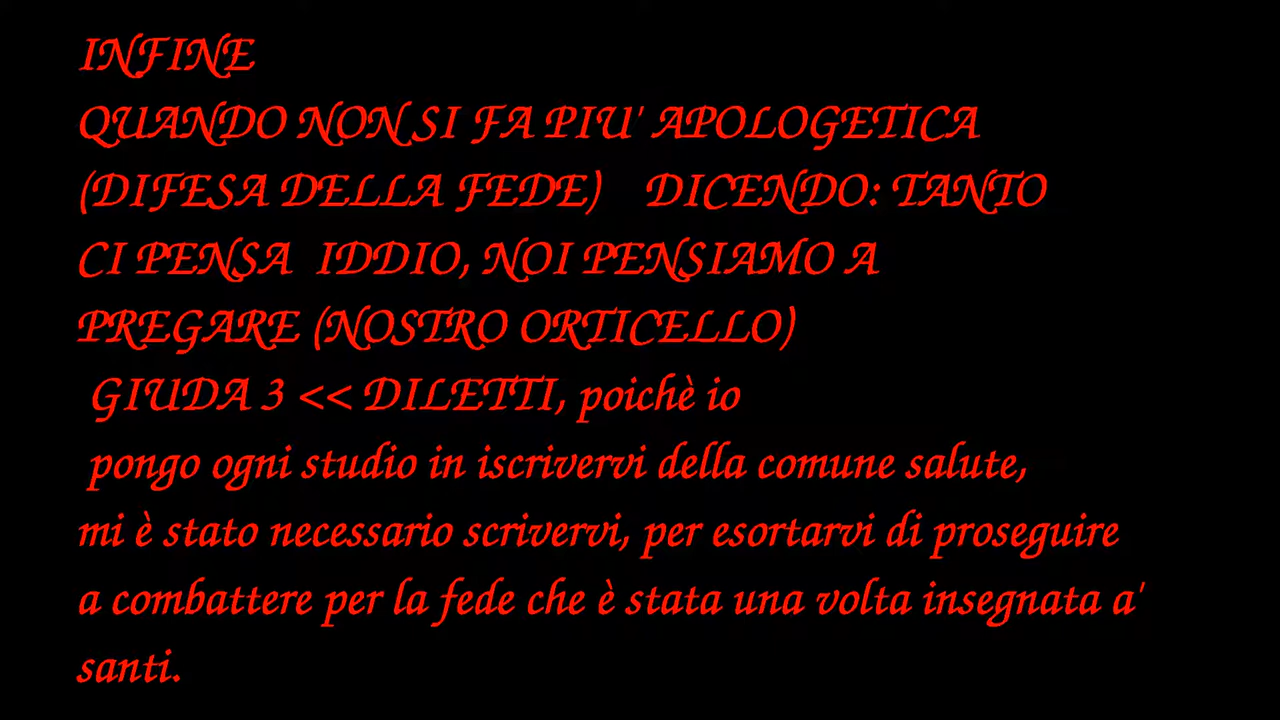 INFINE
QUANDO NON SI FA PIU' APOLOGETICA
(DIFESA DELLA FEDE) DICENDO: TANTO
CI PENSA IDDIO, NOI PENSIAMO A
PREGARE (NOSTRO ORTICELLO)
GIUDA 3 << DILETTI, poichè io
pongo ogni studio in iscrivervi della comune salute,
mi è stato necessario scrivervi, per esortarvi di proseguire
a combattere per la fede che è stata una volta insegnata a'
santi.